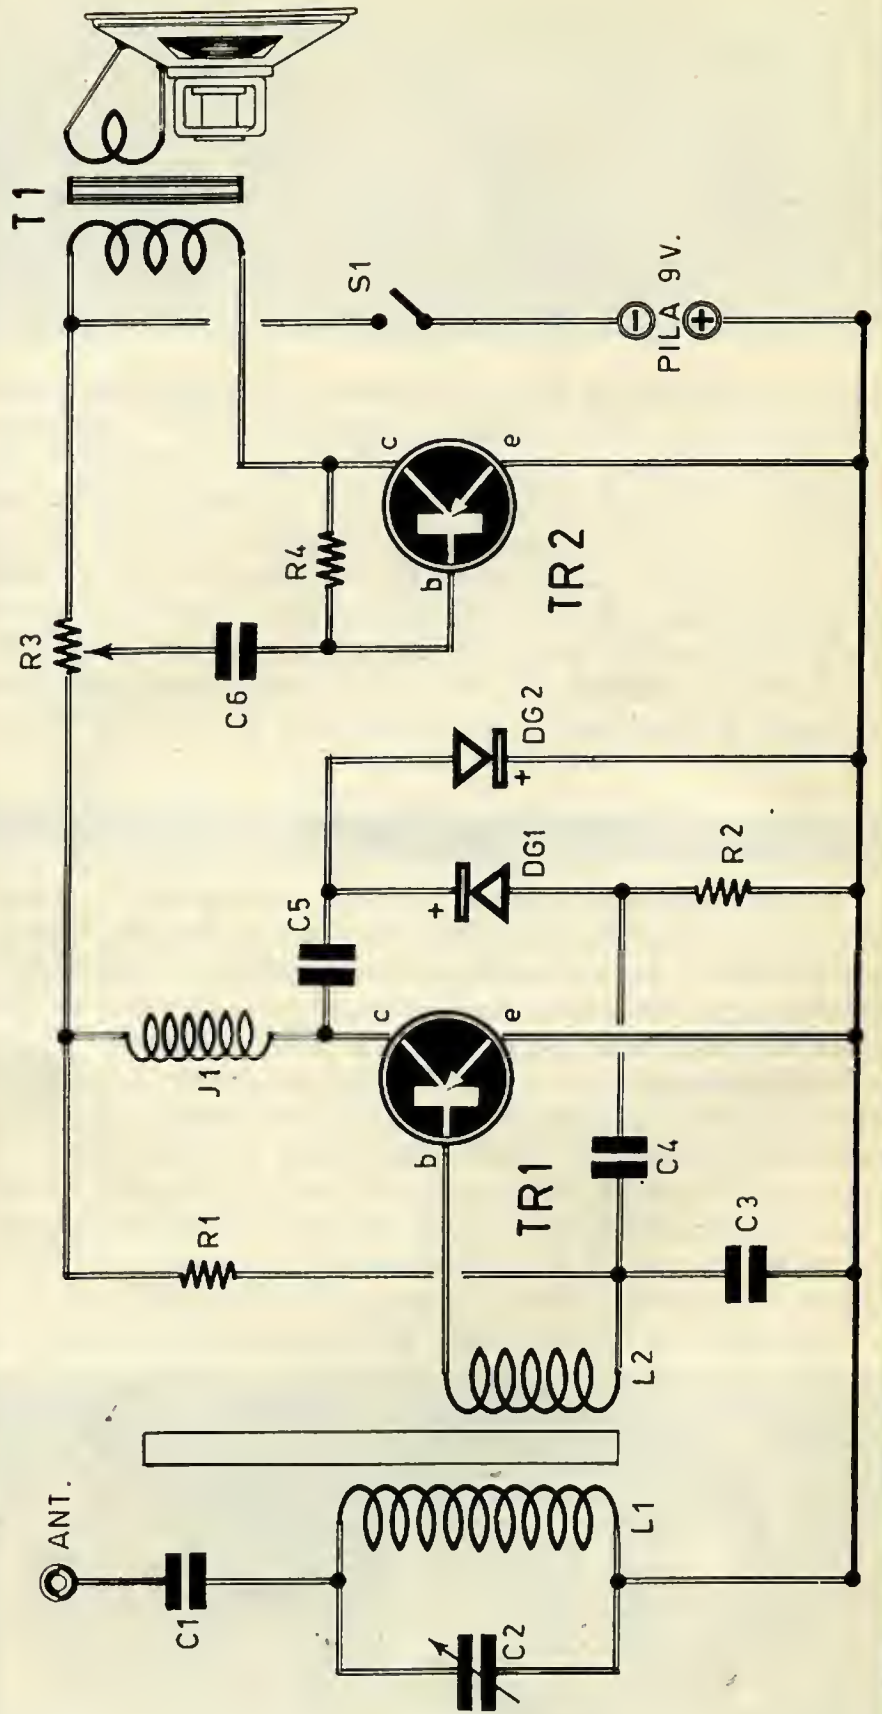 ANT.
C1
C2
L1
L2
R1
C3
C4
TR1
b
c
e
J1
C5
+
DG1
R2
+
DG2
R3
C6
R4
b
c
e
TR2
S1
−
+
PILA 9V.
T1